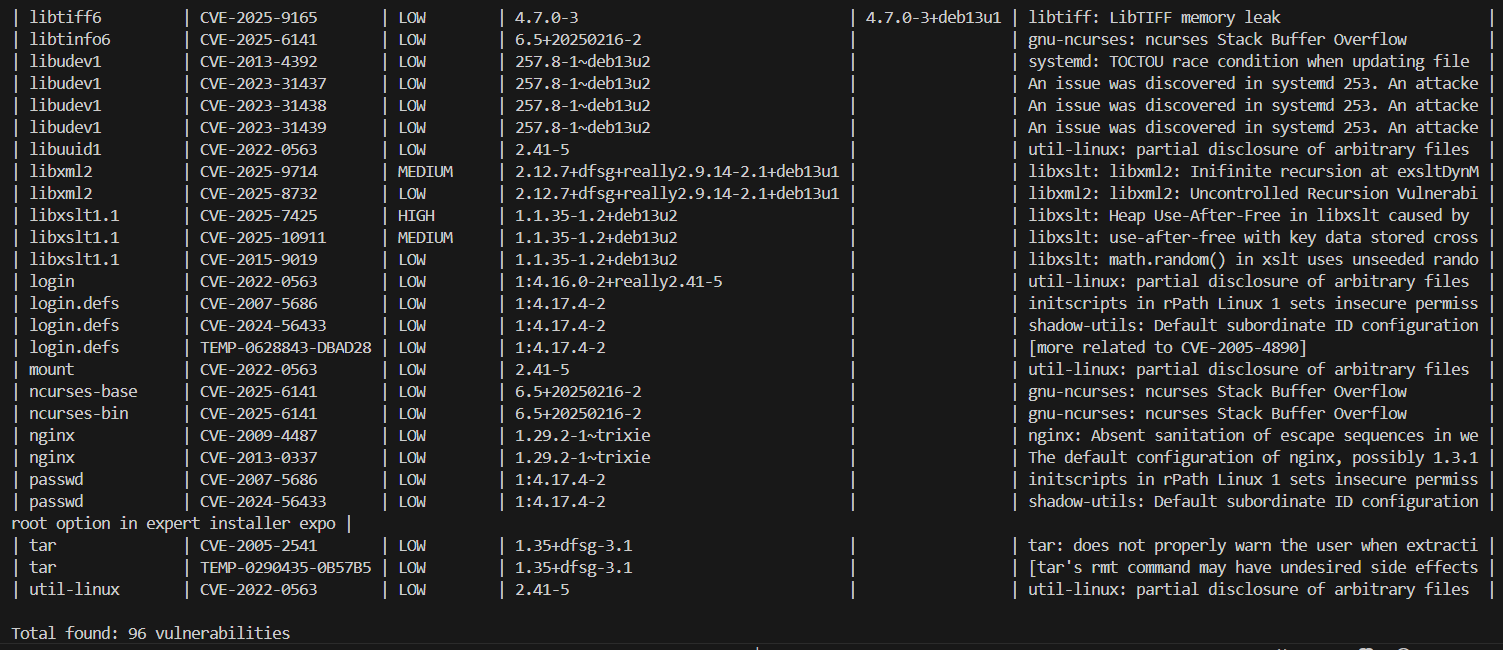 | libtiff6 | CVE-2025-9165 | LOW | 4.7.0-3 | 4.7.0-3+deb13u1 | libtiff: LibTIFF memory leak |
| libtinfo6 | CVE-2025-6141 | LOW | 6.5+20250216-2 | | gnu-ncurses: ncurses Stack Buffer Overflow |
| libudev1 | CVE-2013-4392 | LOW | 257.8-1~deb13u2 | | systemd: TOCTOU race condition when updating file |
| libudev1 | CVE-2023-31437 | LOW | 257.8-1~deb13u2 | | An issue was discovered in systemd 253. An attacke |
| libudev1 | CVE-2023-31438 | LOW | 257.8-1~deb13u2 | | An issue was discovered in systemd 253. An attacke |
| libudev1 | CVE-2023-31439 | LOW | 257.8-1~deb13u2 | | An issue was discovered in systemd 253. An attacke |
| libuuid1 | CVE-2022-0563 | LOW | 2.41-5 | | util-linux: partial disclosure of arbitrary files |
| libxml2 | CVE-2025-9714 | MEDIUM | 2.12.7+dfsg+really2.9.14-2.1+deb13u1 | | libxslt: libxml2: Inifinite recursion at exsltDynM |
| libxml2 | CVE-2025-8732 | LOW | 2.12.7+dfsg+really2.9.14-2.1+deb13u1 | | libxml2: libxml2: Uncontrolled Recursion Vulnerabi |
| libxslt1.1 | CVE-2025-7425 | HIGH | 1.1.35-1.2+deb13u2 | | libxslt: Heap Use-After-Free in libxslt caused by |
| libxslt1.1 | CVE-2025-10911 | MEDIUM | 1.1.35-1.2+deb13u2 | | libxslt: use-after-free with key data stored cross |
| libxslt1.1 | CVE-2015-9019 | LOW | 1.1.35-1.2+deb13u2 | | libxslt: math.random() in xslt uses unseeded rando |
| login | CVE-2022-0563 | LOW | 1:4.16.0-2+really2.41-5 | | util-linux: partial disclosure of arbitrary files |
| login.defs | CVE-2007-5686 | LOW | 1:4.17.4-2 | | initscripts in rPath Linux 1 sets insecure permiss |
| login.defs | CVE-2024-56433 | LOW | 1:4.17.4-2 | | shadow-utils: Default subordinate ID configuration |
| login.defs | TEMP-0628843-DBAD28 | LOW | 1:4.17.4-2 | | [more related to CVE-2005-4890] |
| mount | CVE-2022-0563 | LOW | 2.41-5 | | util-linux: partial disclosure of arbitrary files |
| ncurses-base | CVE-2025-6141 | LOW | 6.5+20250216-2 | | gnu-ncurses: ncurses Stack Buffer Overflow |
| ncurses-bin | CVE-2025-6141 | LOW | 6.5+20250216-2 | | gnu-ncurses: ncurses Stack Buffer Overflow |
| nginx | CVE-2009-4487 | LOW | 1.29.2-1~trixie | | nginx: Absent sanitation of escape sequences in we |
| nginx | CVE-2013-0337 | LOW | 1.29.2-1~trixie | | The default configuration of nginx, possibly 1.3.1 |
| passwd | CVE-2007-5686 | LOW | 1:4.17.4-2 | | initscripts in rPath Linux 1 sets insecure permiss |
| passwd | CVE-2024-56433 | LOW | 1:4.17.4-2 | | shadow-utils: Default subordinate ID configuration |
root option in expert installer expo |
| tar | CVE-2005-2541 | LOW | 1.35+dfsg-3.1 | | tar: does not properly warn the user when extracti |
| tar | TEMP-0290435-0B57B5 | LOW | 1.35+dfsg-3.1 | | [tar's rmt command may have undesired side effects |
| util-linux | CVE-2022-0563 | LOW | 2.41-5 | | util-linux: partial disclosure of arbitrary files |
Total found: 96 vulnerabilities